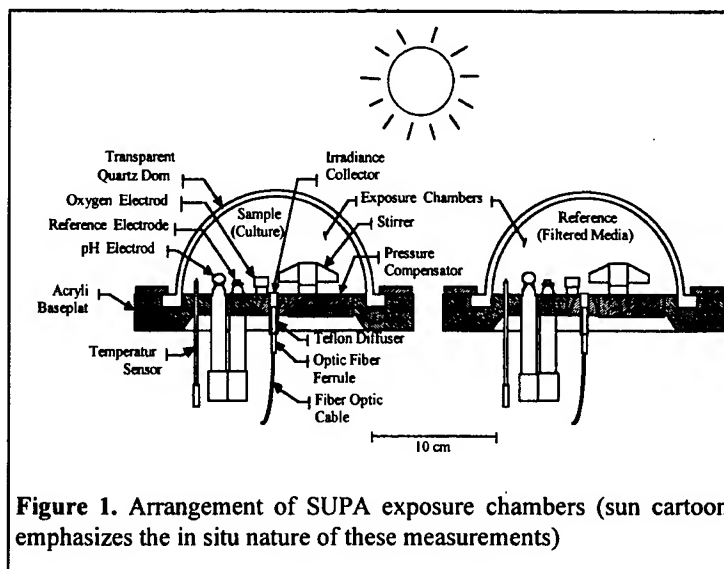 Transparent
Quartz Dom
Irradiance
Collector
Oxygen Electrod
Exposure Chambers
Reference Electrode
Sample
(Culture)
Stirrer
Reference
(Filtered Media)
pH Electrod
Pressure
Compensator
Acryli
Baseplat
Teflon Diffuser
Temperatur
Sensor
Optic Fiber
Ferrule
Fiber Optic
Cable
10 cm
Figure 1. Arrangement of SUPA exposure chambers (sun cartoon
emphasizes the in situ nature of these measurements)